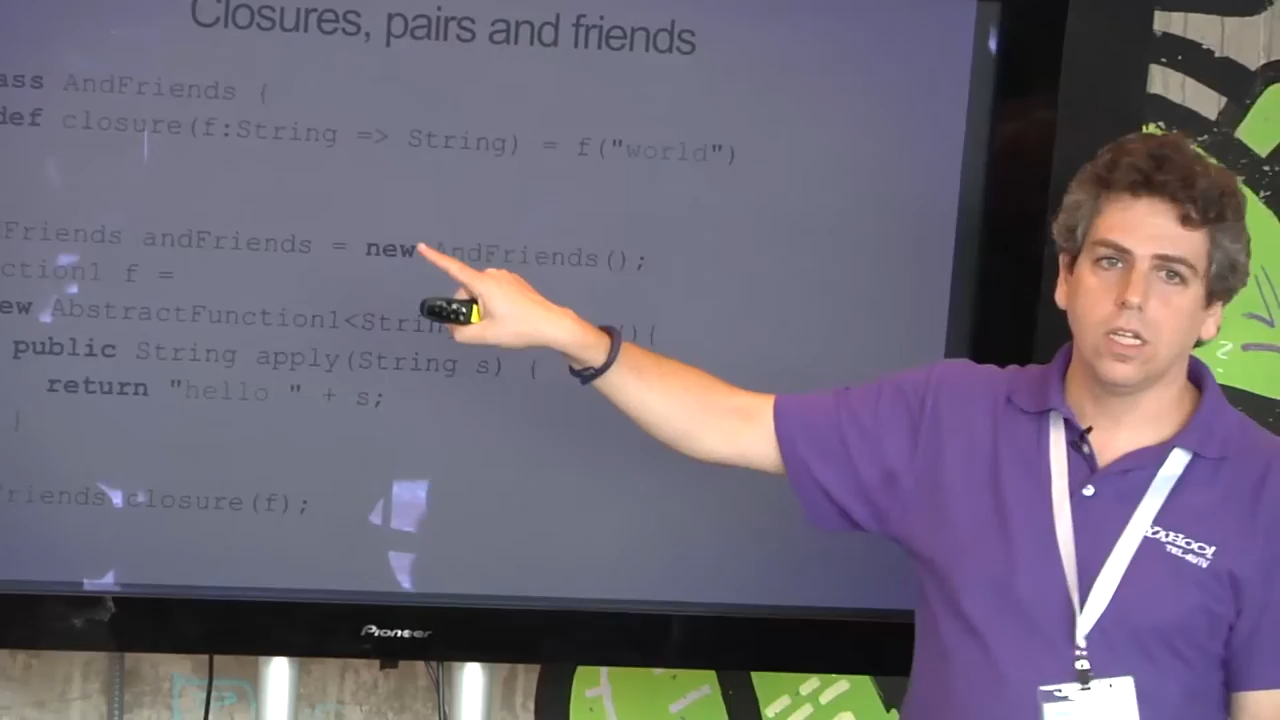 Closures, pairs and friends
ass AndFriends {
def closure(f:String => String) = f("world")
Friends andFriends = new AndFriends();
ction1 f =
ew AbstractFunction1<Strin (){
public String apply(String s) {
return "hello " + s;
}
riends.closure(f);
Pioneer
YAHOO!
TEL-AVIV